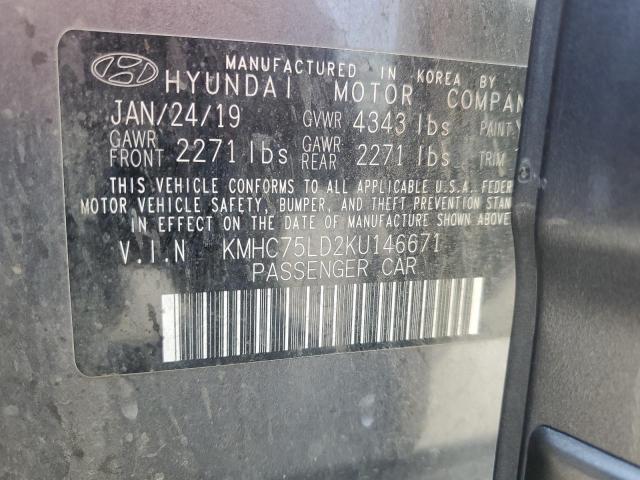 MANUFACTURED IN KOREA BY
HYUNDAI MOTOR COMPAN
JAN/24/19 GVWR 4343 lbs PAINT
GAWR FRONT 2271 lbs GAWR REAR 2271 lbs TRIM
THIS VEHICLE CONFORMS TO ALL APPLICABLE U.S.A. FEDER
MOTOR VEHICLE SAFETY, BUMPER, AND THEFT PREVENTION STAN
IN EFFECT ON THE DATE OF MANUFACTURE SHOWN ABOVE
V.I.N KMHC75LD2KU146671
PASSENGER CAR